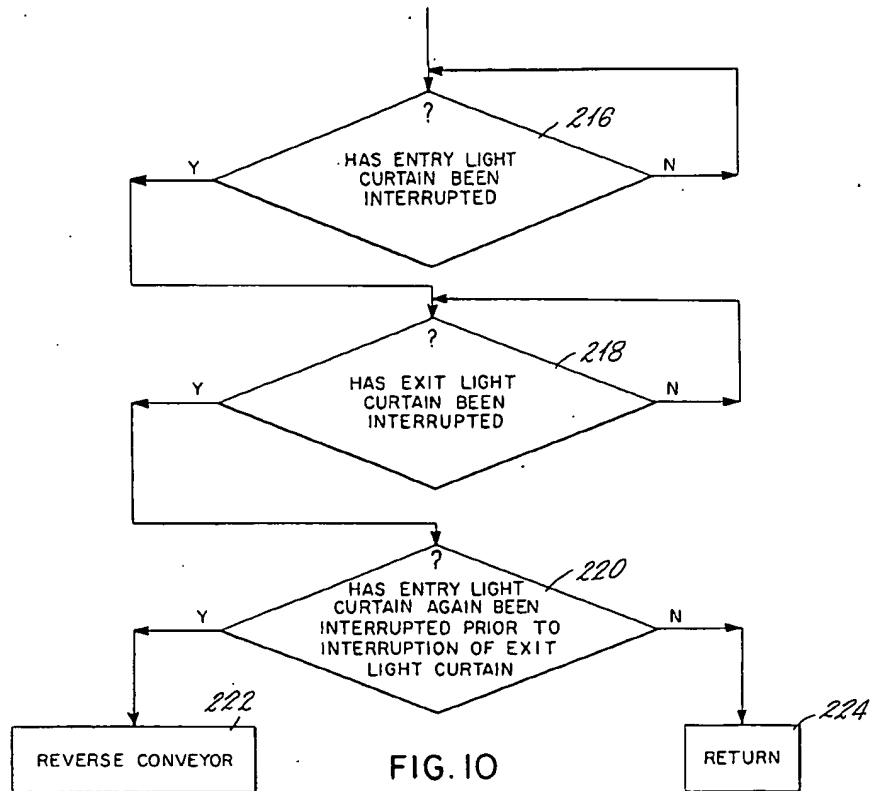 ?
216
HAS ENTRY LIGHT
CURTAIN BEEN
INTERRUPTED
Y
N
?
218
HAS EXIT LIGHT
CURTAIN BEEN
INTERRUPTED
Y
N
?
220
HAS ENTRY LIGHT
CURTAIN AGAIN BEEN
INTERRUPTED PRIOR TO
INTERRUPTION OF EXIT
LIGHT CURTAIN
Y
N
222
REVERSE CONVEYOR
224
RETURN
FIG. 10